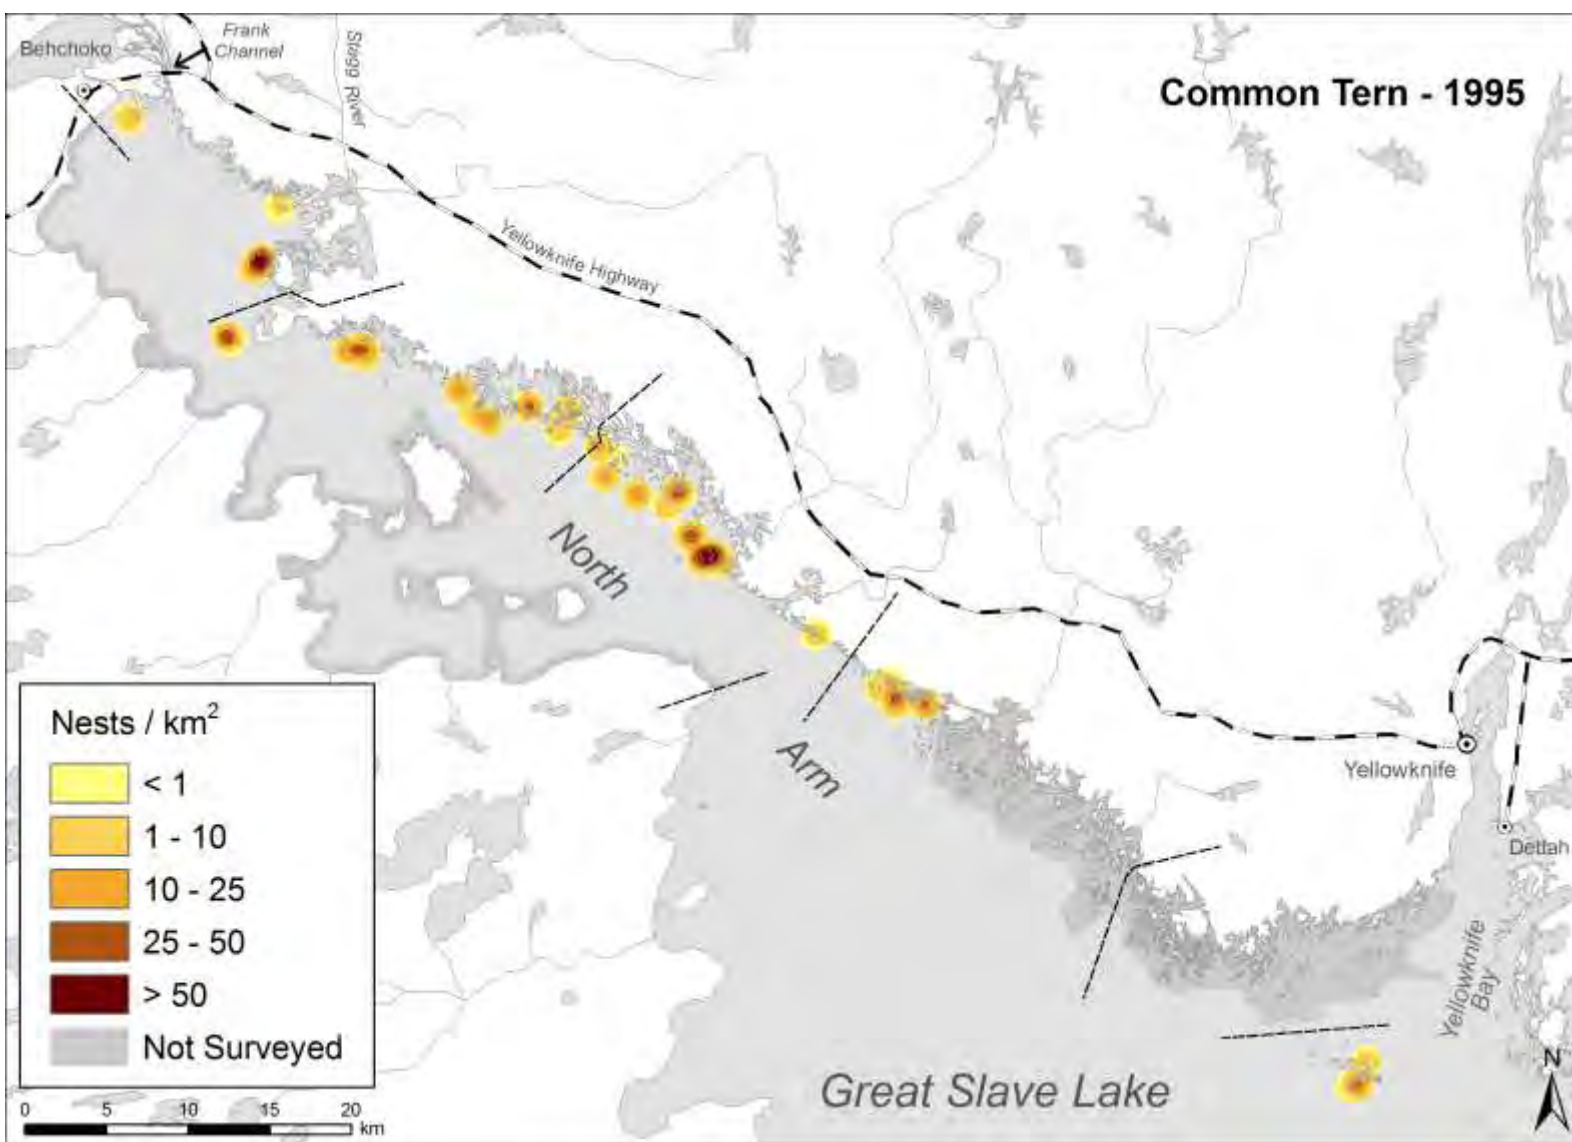 Behchoko
Frank
Channel
Stagg River
Common Tern - 1995
Yellowknife Highway
North
Arm
Yellowknife
Dettah
Yellowknife
Bay
Great Slave Lake
N
Nests / km2
< 1
1 - 10
10 - 25
25 - 50
> 50
Not Surveyed
0 5 10 15 20
km